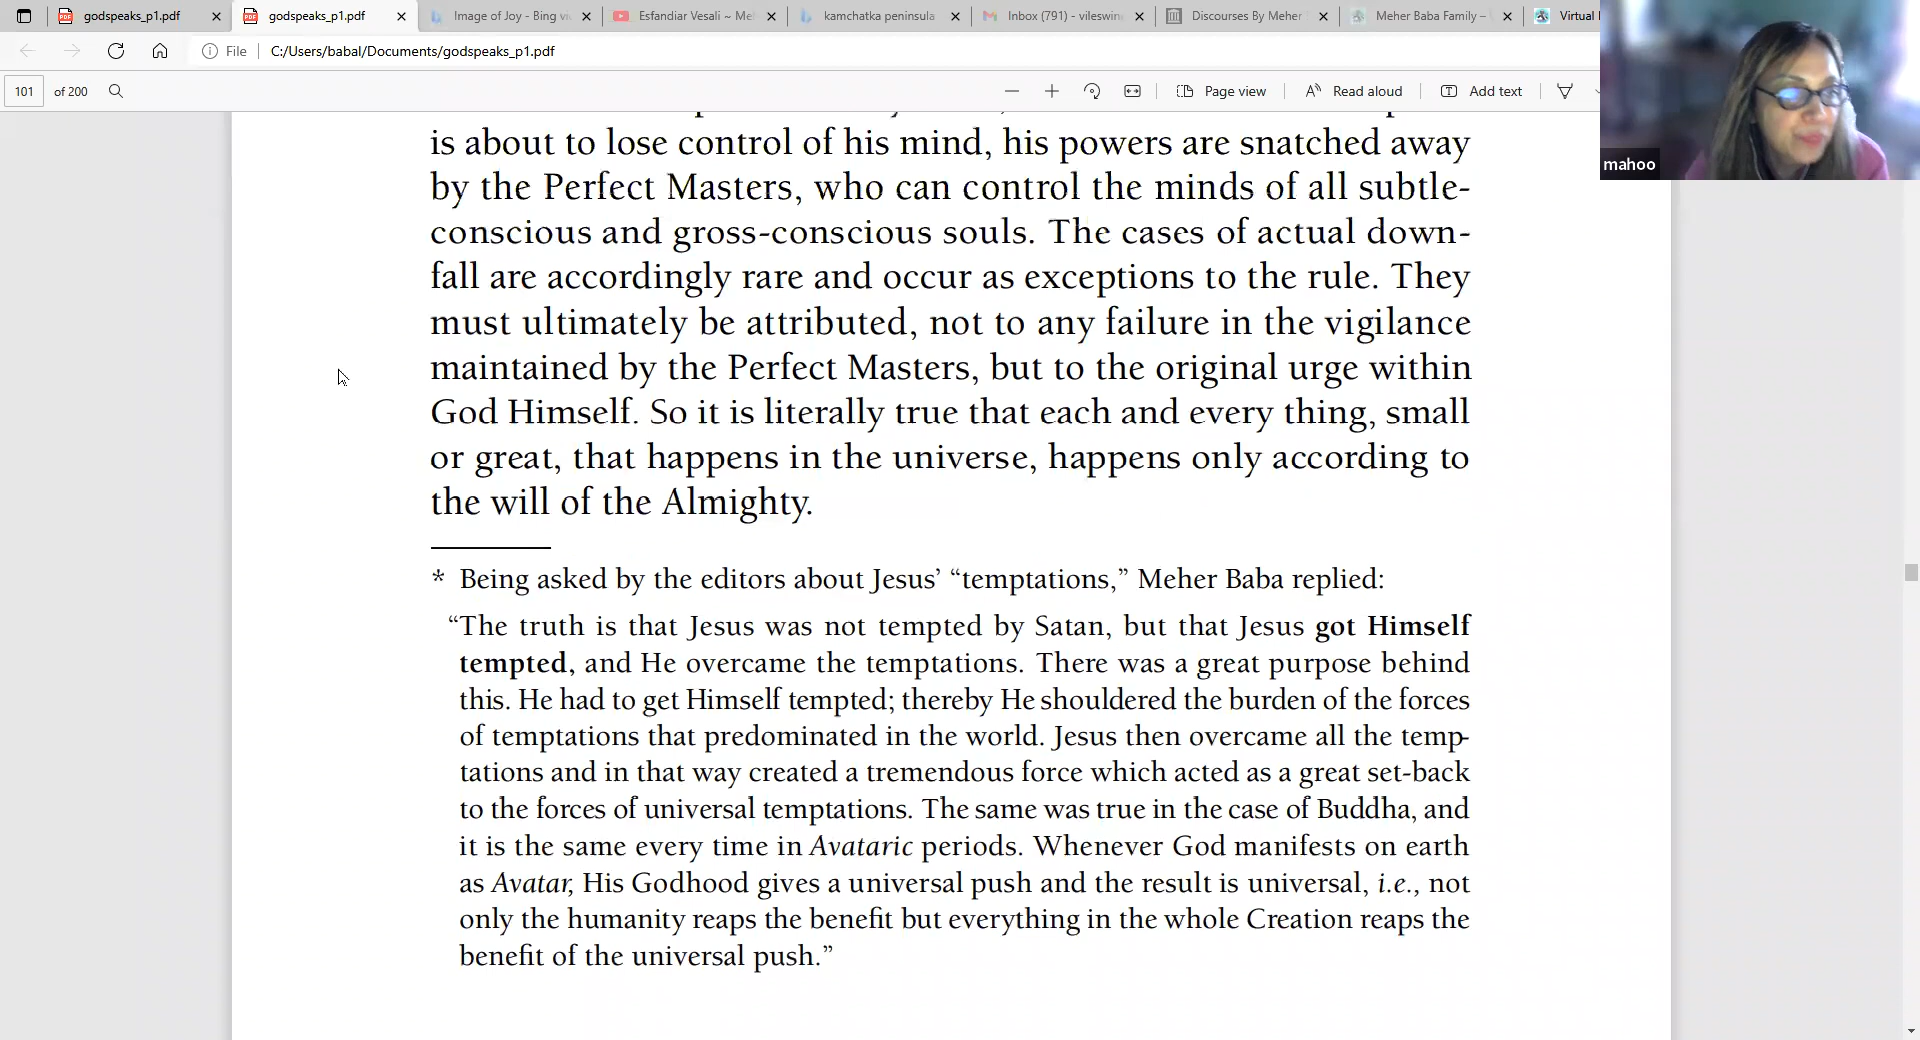 godspeaks_p1.pdf
godspeaks_p1.pdf
Image of Joy - Bing vi
Esfandiar Vesali ~ Me
kamchatka peninsula
Inbox (791) - vileswin
Discourses By Meher
Meher Baba Family –
Virtual
File
C:/Users/babal/Documents/godspeaks_p1.pdf
101 of 200
Page view
Read aloud
Add text
mahoo
is about to lose control of his mind, his powers are snatched away
by the Perfect Masters, who can control the minds of all subtle-
conscious and gross-conscious souls. The cases of actual down-
fall are accordingly rare and occur as exceptions to the rule. They
must ultimately be attributed, not to any failure in the vigilance
maintained by the Perfect Masters, but to the original urge within
God Himself. So it is literally true that each and every thing, small
or great, that happens in the universe, happens only according to
the will of the Almighty.
* Being asked by the editors about Jesus’ “temptations,” Meher Baba replied:
“The truth is that Jesus was not tempted by Satan, but that Jesus got Himself
tempted, and He overcame the temptations. There was a great purpose behind
this. He had to get Himself tempted; thereby He shouldered the burden of the forces
of temptations that predominated in the world. Jesus then overcame all the temp-
tations and in that way created a tremendous force which acted as a great set-back
to the forces of universal temptations. The same was true in the case of Buddha, and
it is the same every time in Avataric periods. Whenever God manifests on earth
as Avatar, His Godhood gives a universal push and the result is universal, i.e., not
only the humanity reaps the benefit but everything in the whole Creation reaps the
benefit of the universal push.”